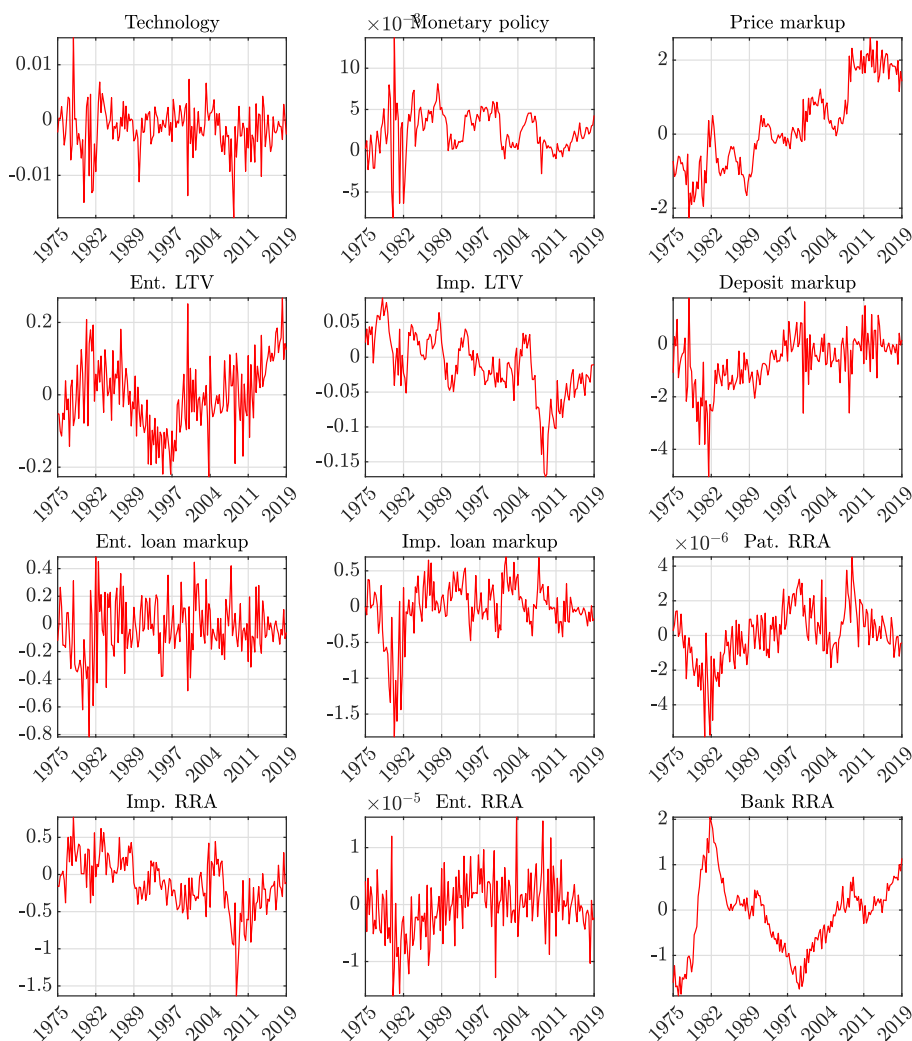 Technology
0.01
0
-0.01
1975 1982 1989 1997 2004 2011 2019
×10⁻³
Monetary policy
10
5
0
-5
1975 1982 1989 1997 2004 2011 2019
Price markup
2
0
-2
1975 1982 1989 1997 2004 2011 2019
Ent. LTV
0.2
0
-0.2
1975 1982 1989 1997 2004 2011 2019
Imp. LTV
0.05
0
-0.05
-0.1
-0.15
1975 1982 1989 1997 2004 2011 2019
Deposit markup
0
-2
-4
1975 1982 1989 1997 2004 2011 2019
Ent. loan markup
0.4
0.2
0
-0.2
-0.4
-0.6
-0.8
1975 1982 1989 1997 2004 2011 2019
Imp. loan markup
0.5
0
-0.5
-1
-1.5
1975 1982 1989 1997 2004 2011 2019
×10⁻⁶
Pat. RRA
4
2
0
-2
-4
1975 1982 1989 1997 2004 2011 2019
Imp. RRA
0.5
0
-0.5
-1
-1.5
1975 1982 1989 1997 2004 2011 2019
×10⁻⁵
Ent. RRA
1
0
-1
1975 1982 1989 1997 2004 2011 2019
Bank RRA
2
1
0
-1
1975 1982 1989 1997 2004 2011 2019